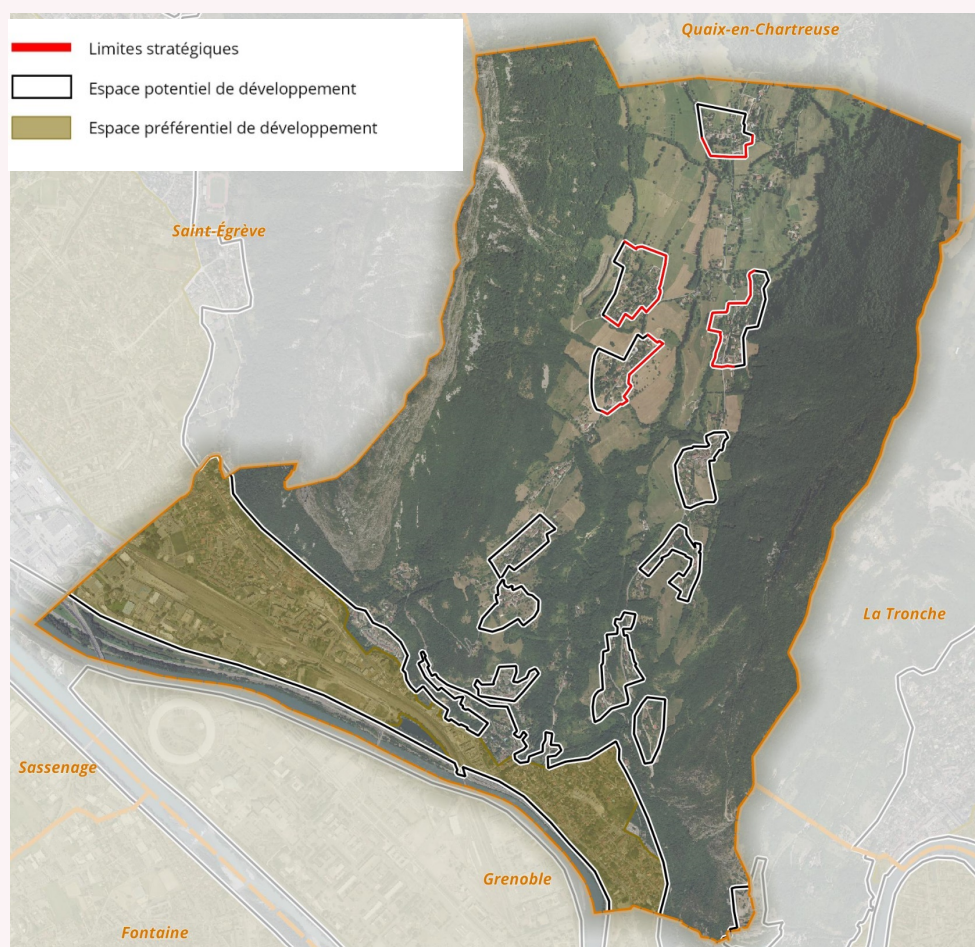 Quaix-en-Chartreuse
Limites stratégiques
Espace potentiel de développement
Espace préférentiel de développement
Saint-Égrève
La Tronche
Sassenage
Grenoble
Fontaine